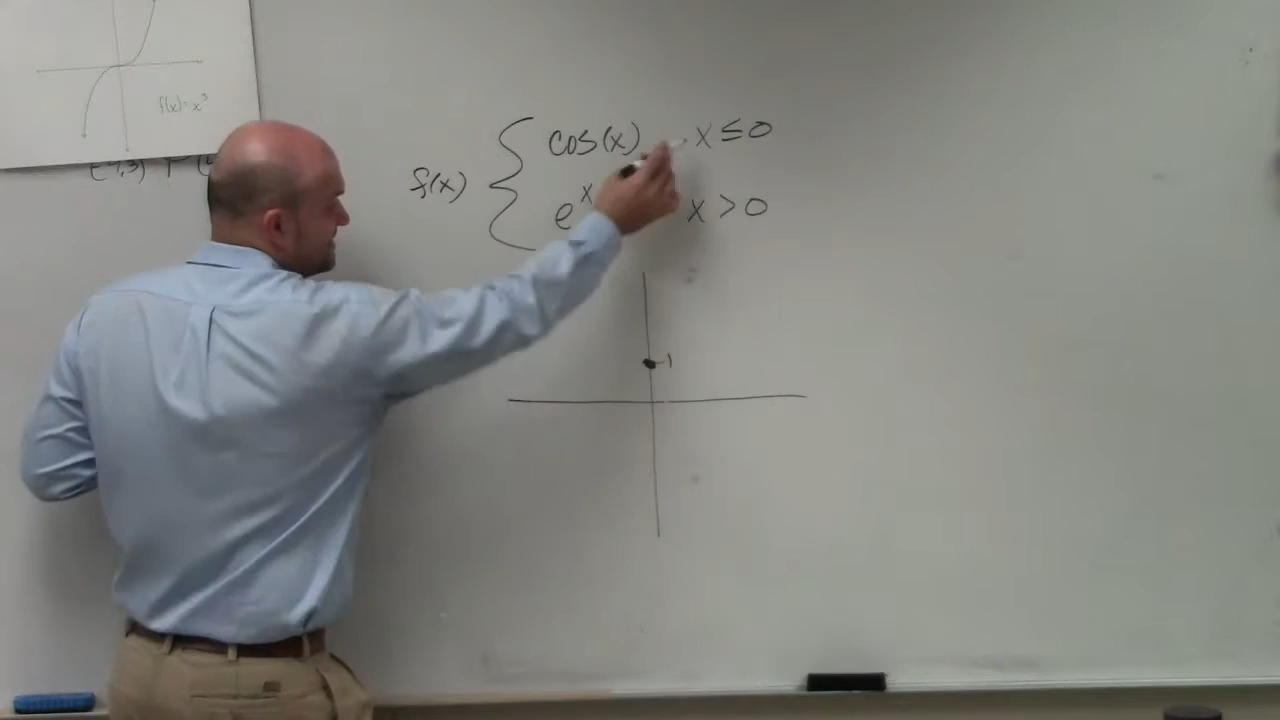 f(x)=x³
f(x) { cos(x) , x ≤ 0
eˣ x > 0
1